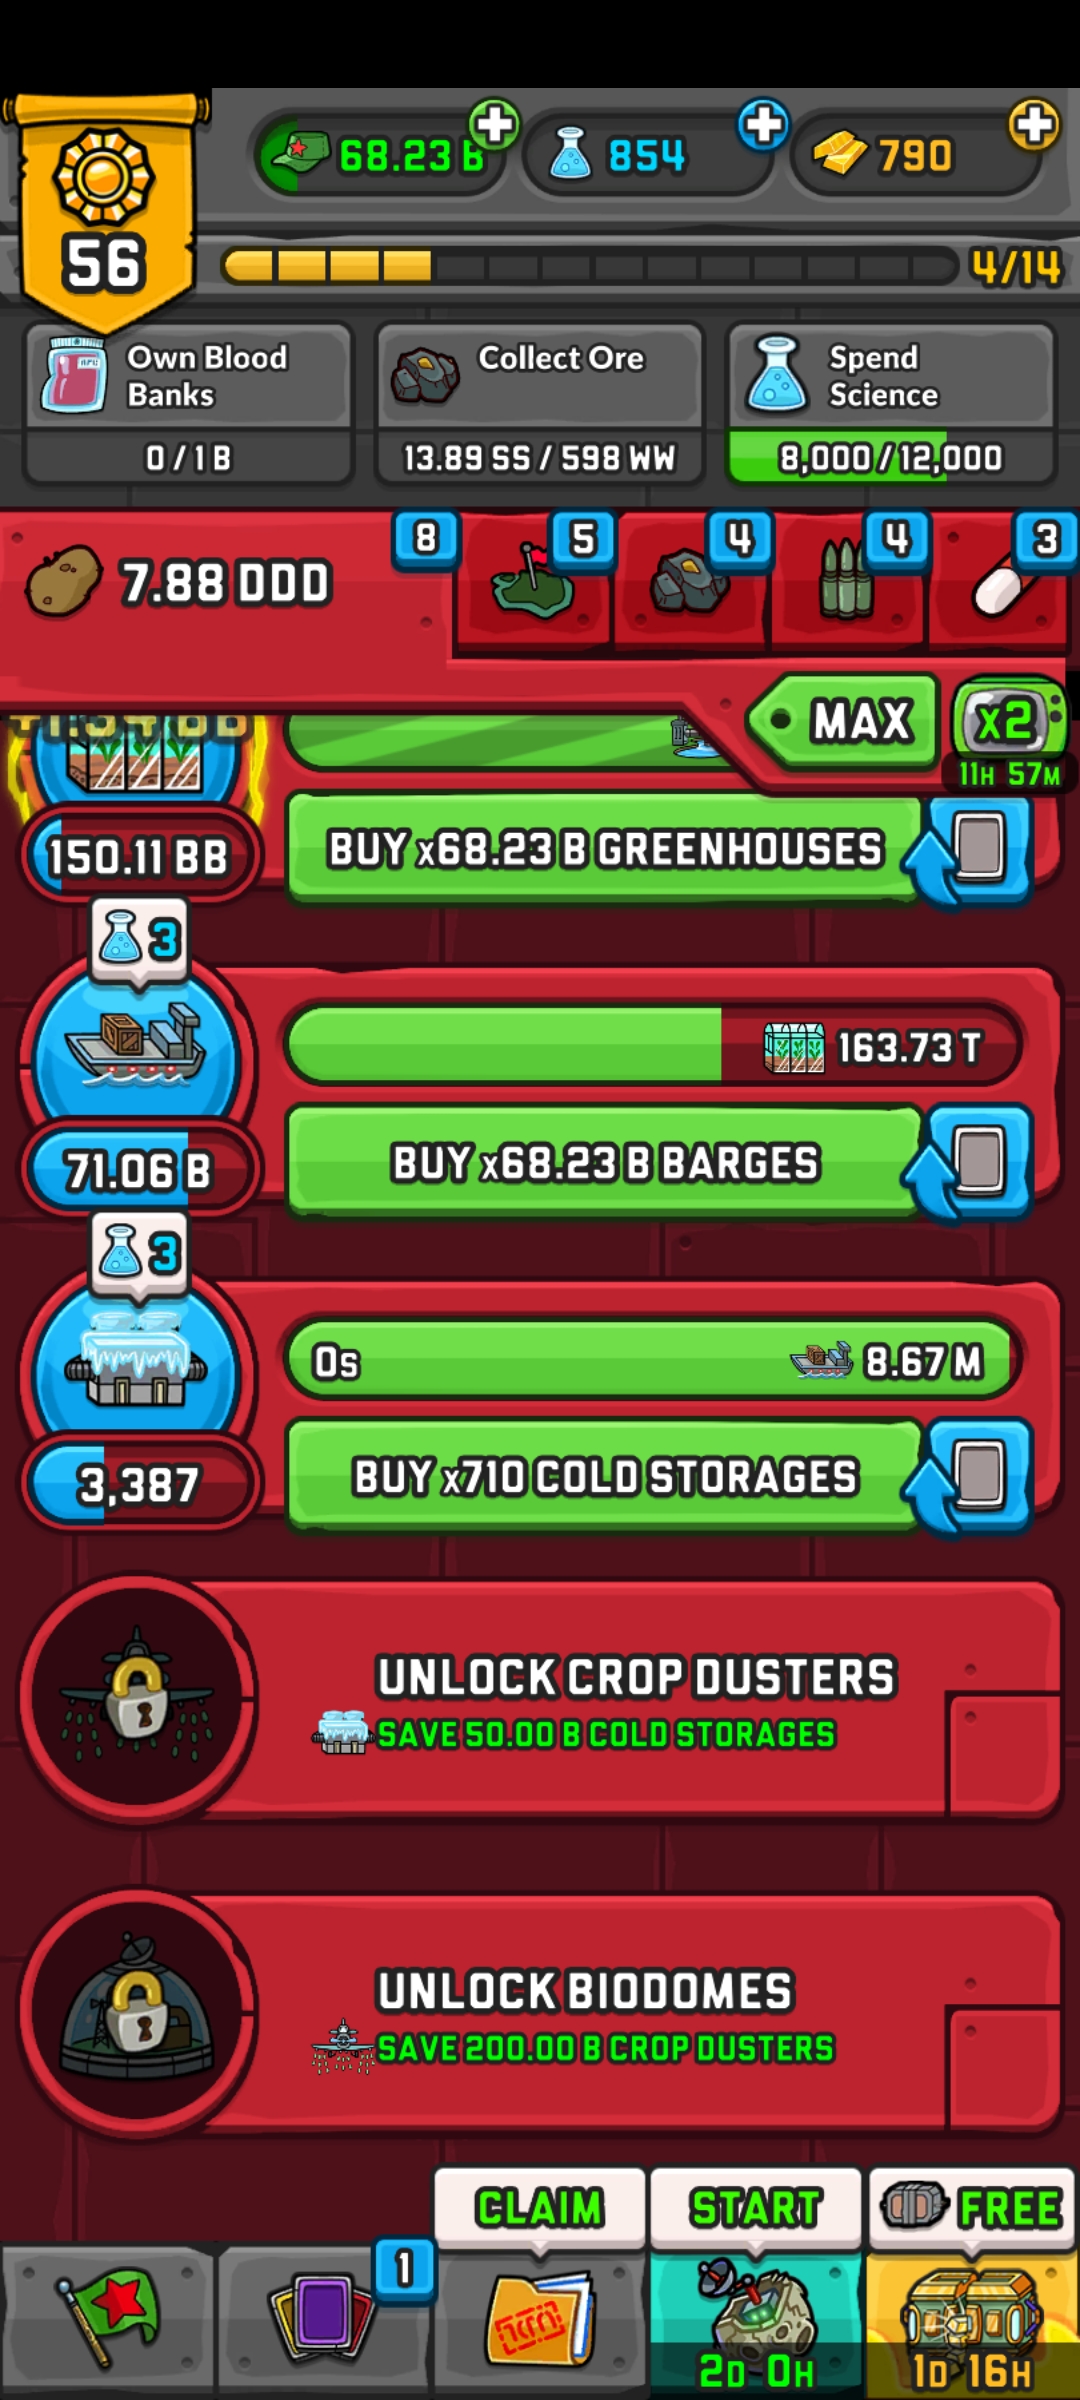 68.23 B
854
790
56
4/14
Own Blood
Banks
0 / 1 B
Collect Ore
13.89 SS / 598 WW
Spend
Science
8,000 / 12,000
7.88 DDD
8
5
4
4
3
MAX
x2
11H 57M
150.11 BB
BUY x68.23 B GREENHOUSES
3
163.73 T
71.06 B
BUY x68.23 B BARGES
3
0s
8.67 M
3,387
BUY x710 COLD STORAGES
UNLOCK CROP DUSTERS
SAVE 50.00 B COLD STORAGES
UNLOCK BIODOMES
SAVE 200.00 B CROP DUSTERS
CLAIM
START
FREE
1
2D 0H
1D 16H